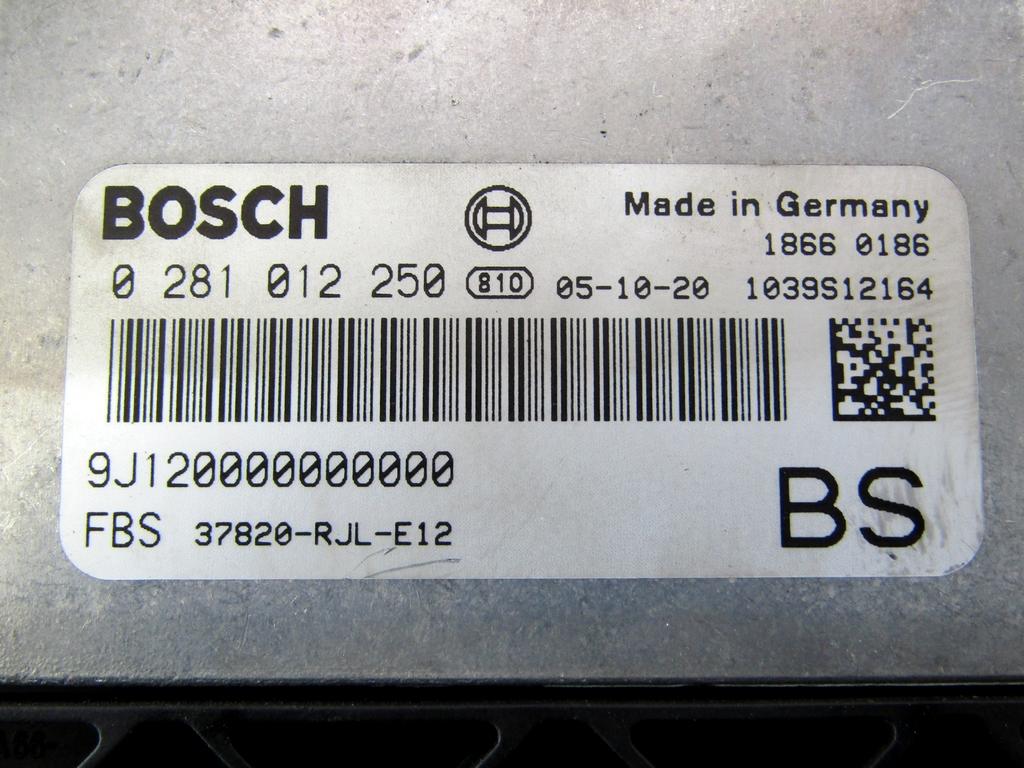 BOSCH
Made in Germany
1866 0186
0 281 012 250 810 05-10-20 1039S12164
9J120000000000
FBS 37820-RJL-E12
BS